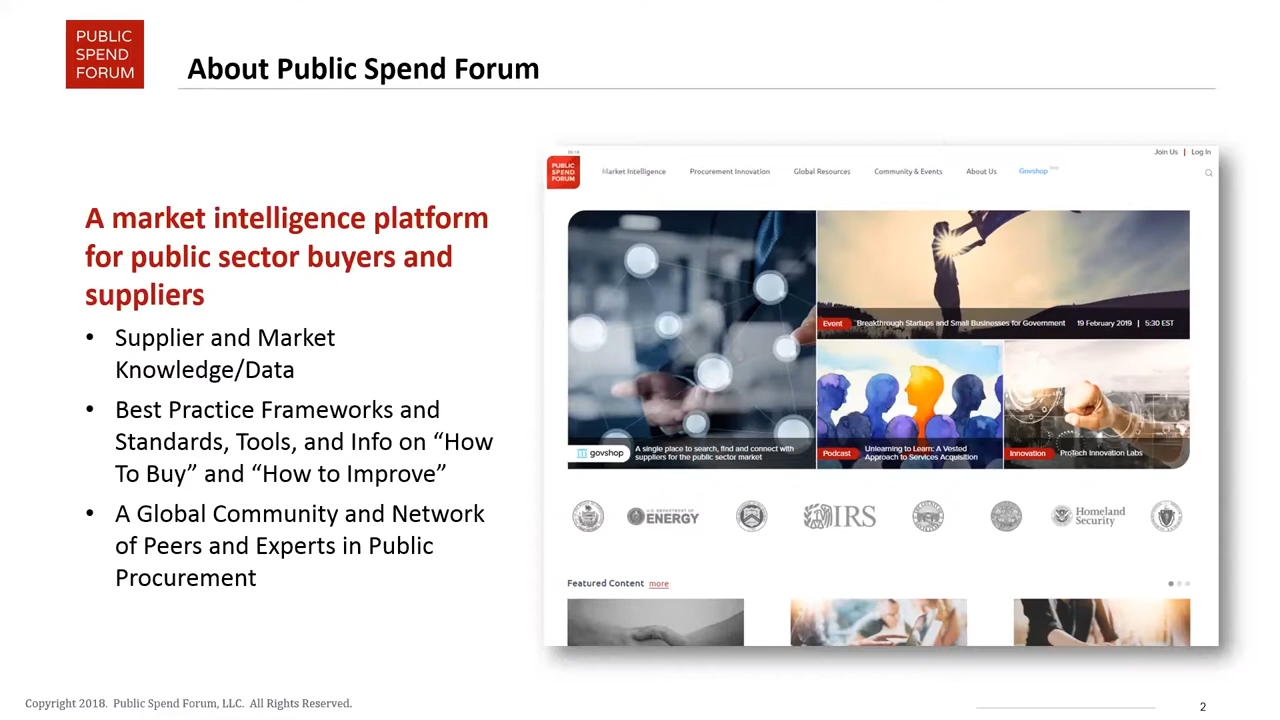 PUBLIC
SPEND
FORUM
About Public Spend Forum
A market intelligence platform
for public sector buyers and
suppliers
• Supplier and Market
Knowledge/Data
• Best Practice Frameworks and
Standards, Tools, and Info on “How
To Buy” and “How to Improve”
• A Global Community and Network
of Peers and Experts in Public
Procurement
Join Us | Log In
PUBLIC
SPEND
FORUM
Market Intelligence Procurement Innovation Global Resources Community & Events About Us Govshop
Event Breakthrough Startups and Small Businesses for Government 19 February 2019 | 5:30 EST
govshop A single place to search, find and connect with
suppliers for the public sector market
Podcast Unlearning to Learn: A Vested
Approach to Services Acquisition
Innovation ProTech Innovation Labs
U.S. DEPARTMENT OF
ENERGY
IRS
Homeland
Security
Featured Content more
Copyright 2018. Public Spend Forum, LLC. All Rights Reserved.
2